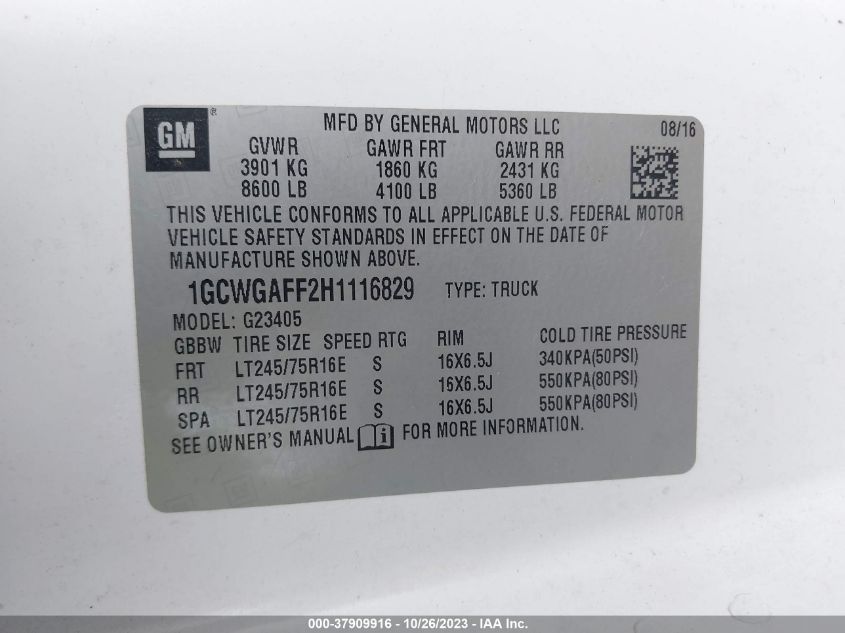 GM ®
MFD BY GENERAL MOTORS LLC 08/16
GVWR GAWR FRT GAWR RR
3901 KG 1860 KG 2431 KG
8600 LB 4100 LB 5360 LB
THIS VEHICLE CONFORMS TO ALL APPLICABLE U.S. FEDERAL MOTOR
VEHICLE SAFETY STANDARDS IN EFFECT ON THE DATE OF
MANUFACTURE SHOWN ABOVE.
1GCWGAFF2H1116829 TYPE: TRUCK
MODEL: G23405
GBBW TIRE SIZE SPEED RTG RIM COLD TIRE PRESSURE
FRT LT245/75R16E S 16X6.5J 340KPA(50PSI)
RR LT245/75R16E S 16X6.5J 550KPA(80PSI)
SPA LT245/75R16E S 16X6.5J 550KPA(80PSI)
SEE OWNER'S MANUAL i FOR MORE INFORMATION.
000-37909916 - 10/26/2023 - IAA Inc.